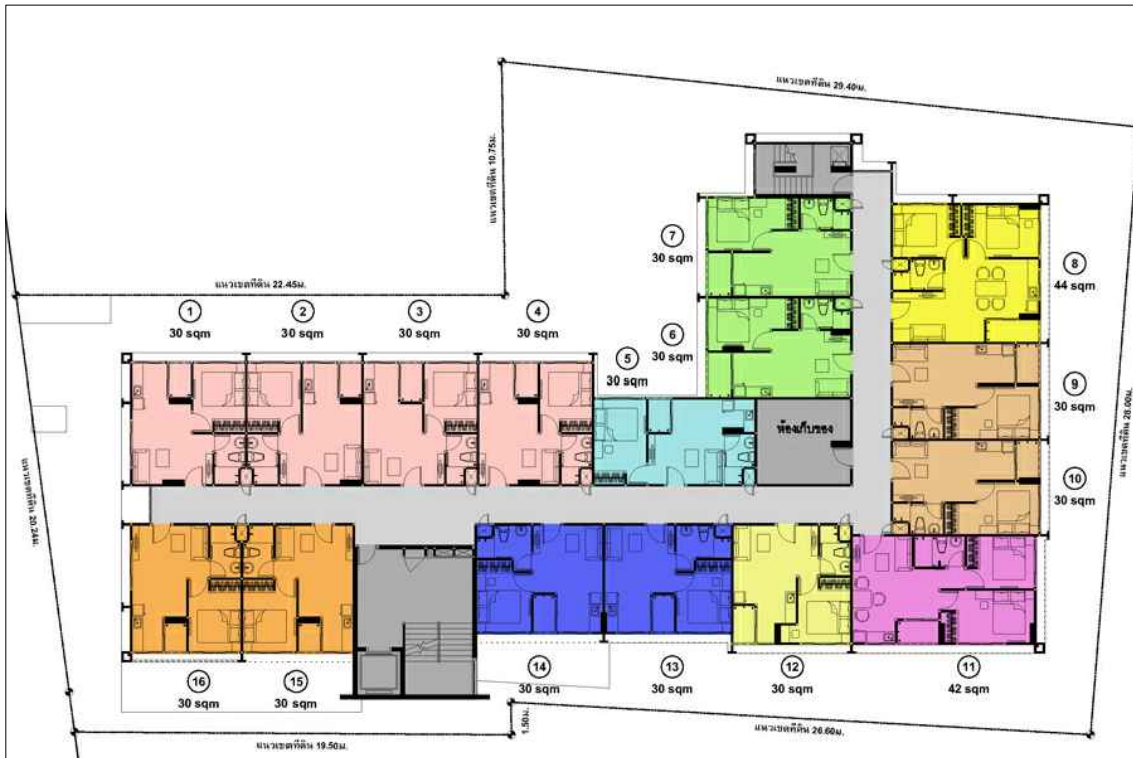 แนวเขตที่ดิน 29.40ม.
แนวเขตที่ดิน 10.75ม.
แนวเขตที่ดิน 22.45ม.
7
30 sqm
8
44 sqm
1
30 sqm
2
30 sqm
3
30 sqm
4
30 sqm
6
30 sqm
5
30 sqm
9
30 sqm
ห้องเก็บของ
10
30 sqm
แนวเขตที่ดิน 28.00ม.
แนวเขตที่ดิน 20.24ม.
16
30 sqm
15
30 sqm
14
30 sqm
13
30 sqm
12
30 sqm
11
42 sqm
1.50ม.
แนวเขตที่ดิน 19.50ม.
แนวเขตที่ดิน 26.60ม.